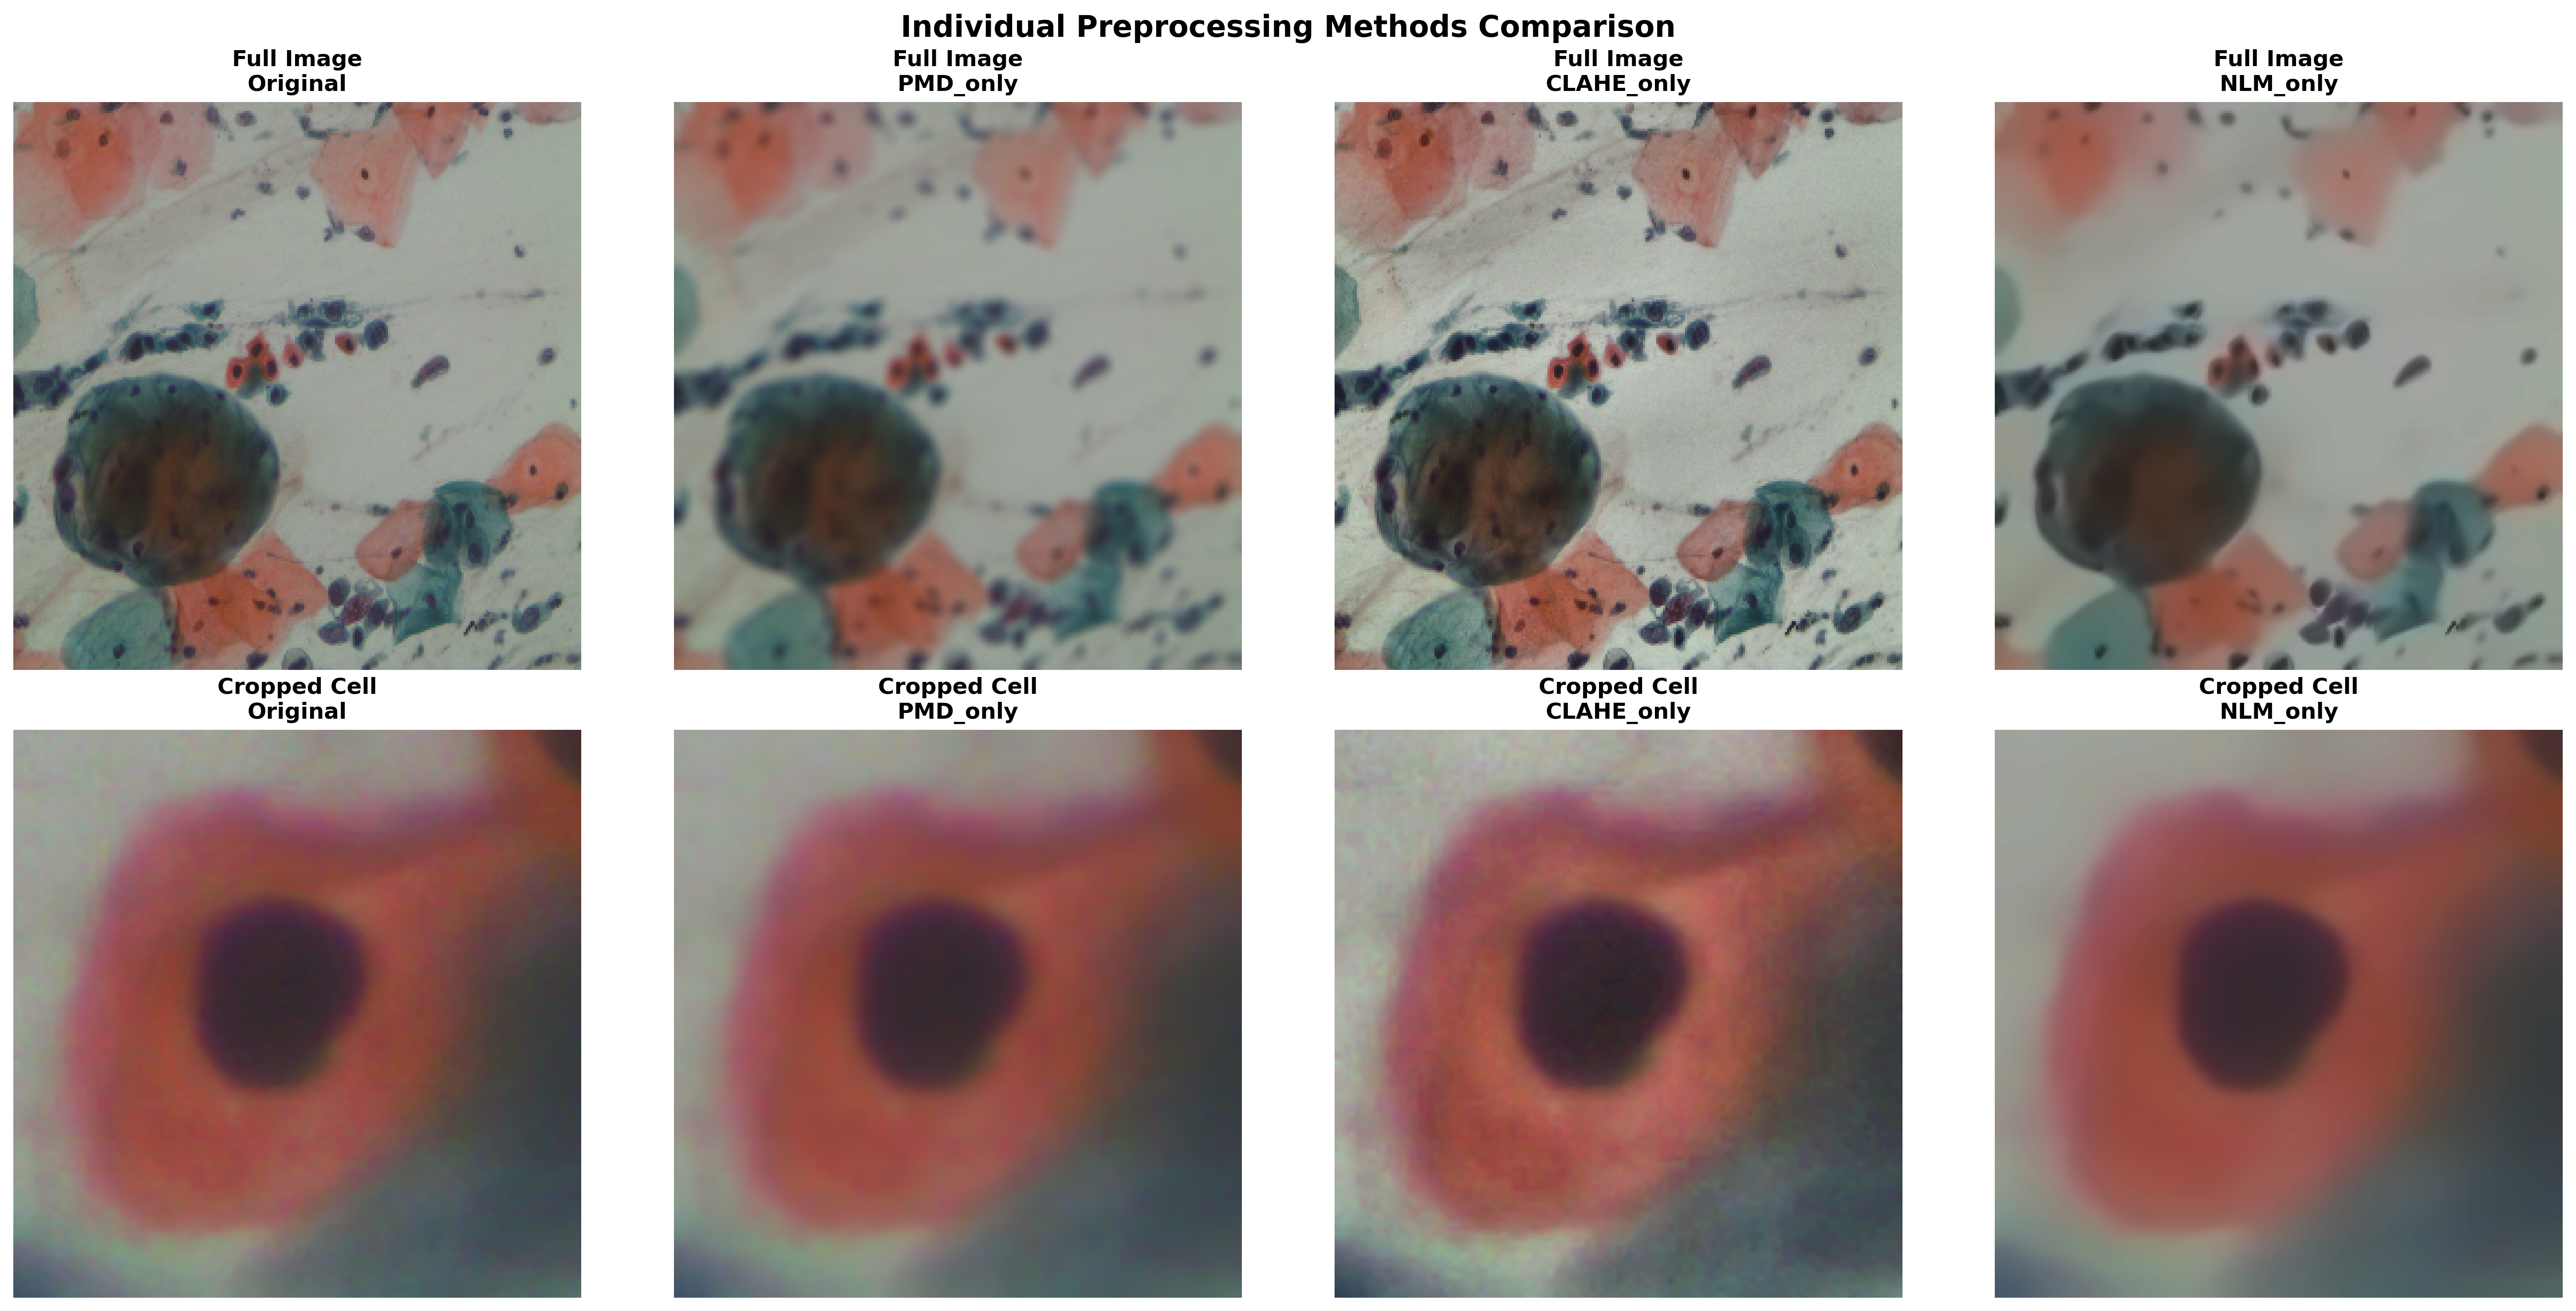 Individual Preprocessing Methods Comparison
Full Image
Original
Full Image
PMD_only
Full Image
CLAHE_only
Full Image
NLM_only
Cropped Cell
Original
Cropped Cell
PMD_only
Cropped Cell
CLAHE_only
Cropped Cell
NLM_only